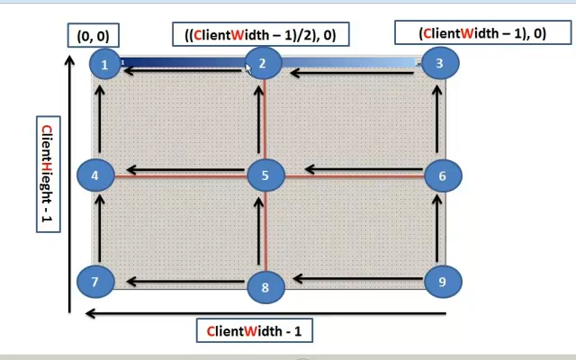 (0, 0)
((ClientWidth – 1)/2), 0)
(ClientWidth – 1), 0)
1
2
3
ClientHieght - 1
4
5
6
7
8
9
ClientWidth - 1